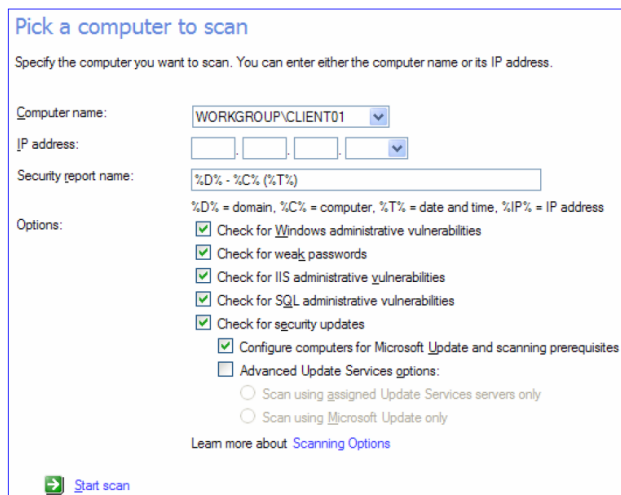 Pick a computer to scan
Specify the computer you want to scan. You can enter either the computer name or its IP address.
Computer name:
WORKGROUP\CLIENT01
IP address:
. . .
Security report name:
%D% - %C% (%T%)
%D% = domain, %C% = computer, %T% = date and time, %IP% = IP address
Options:
Check for Windows administrative vulnerabilities
Check for weak passwords
Check for IIS administrative vulnerabilities
Check for SQL administrative vulnerabilities
Check for security updates
Configure computers for Microsoft Update and scanning prerequisites
Advanced Update Services options:
Scan using assigned Update Services servers only
Scan using Microsoft Update only
Learn more about Scanning Options
Start scan